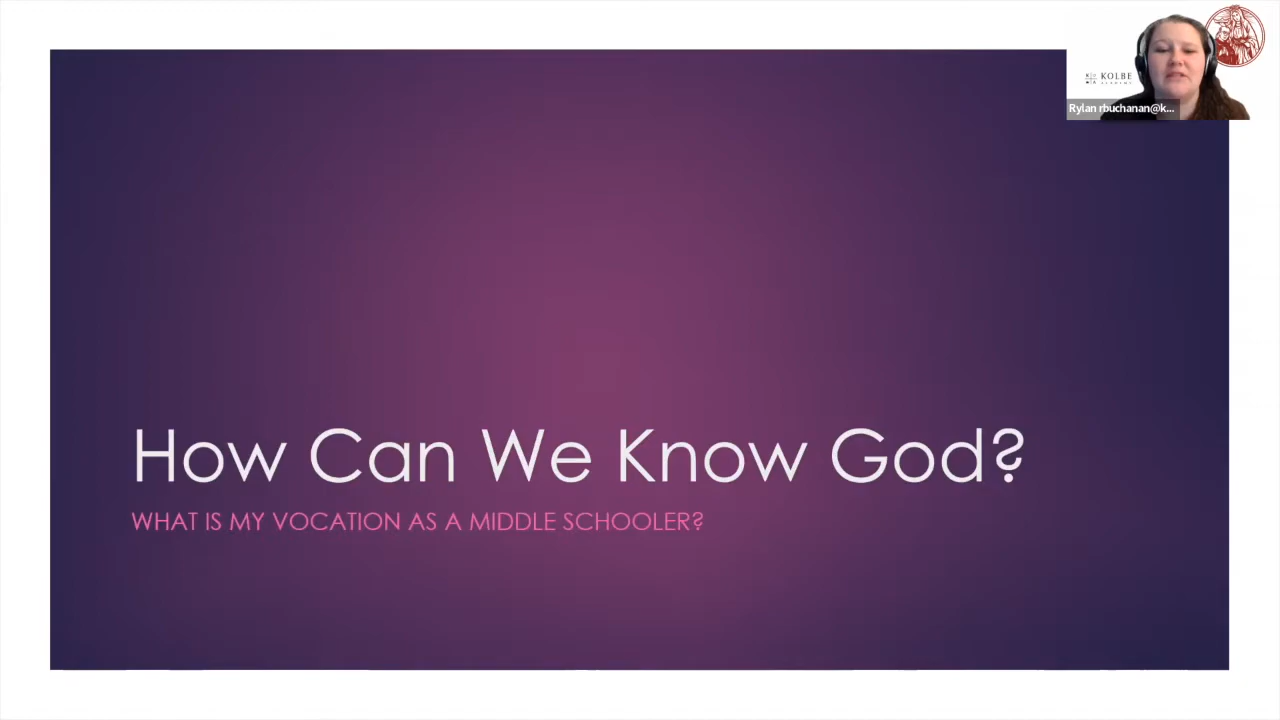 KOLBE
Rylan rbuchanan@k...
How Can We Know God?
WHAT IS MY VOCATION AS A MIDDLE SCHOOLER?